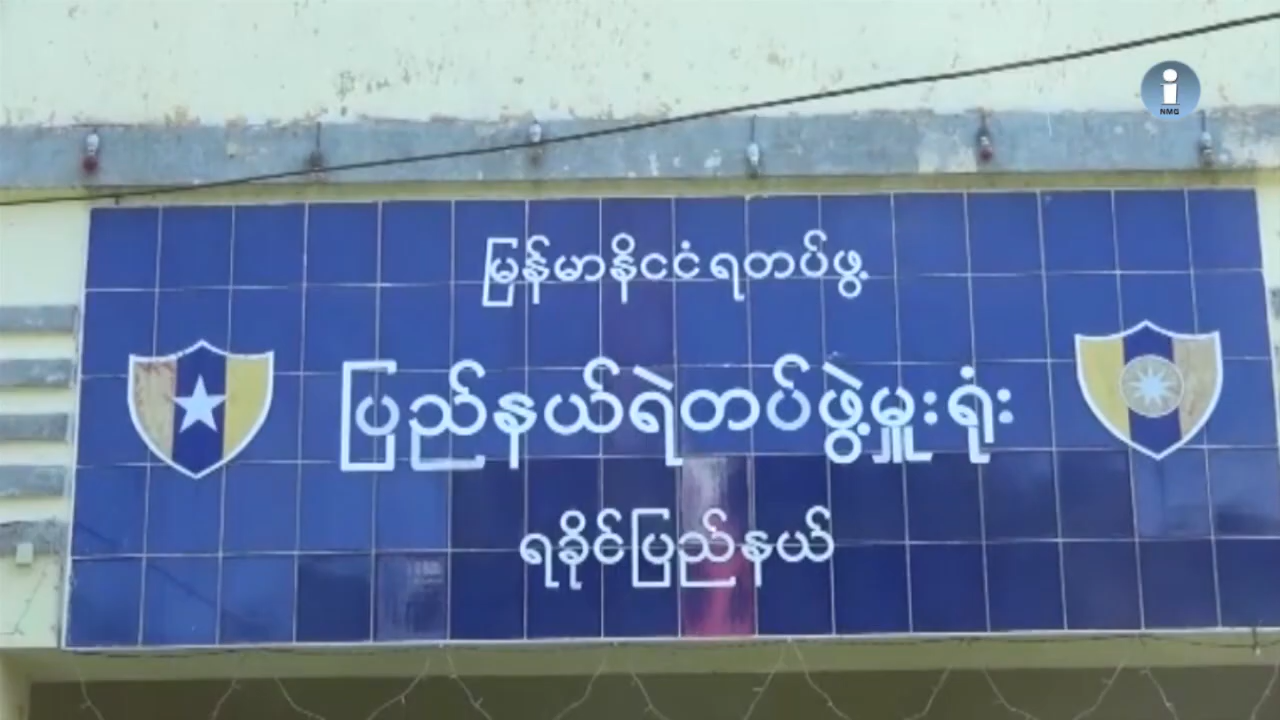 NMG
မြန်မာနိုင်ငံရဲတပ်ဖွဲ့
ပြည်နယ်ရဲတပ်ဖွဲ့မှူးရုံး
ရခိုင်ပြည်နယ်